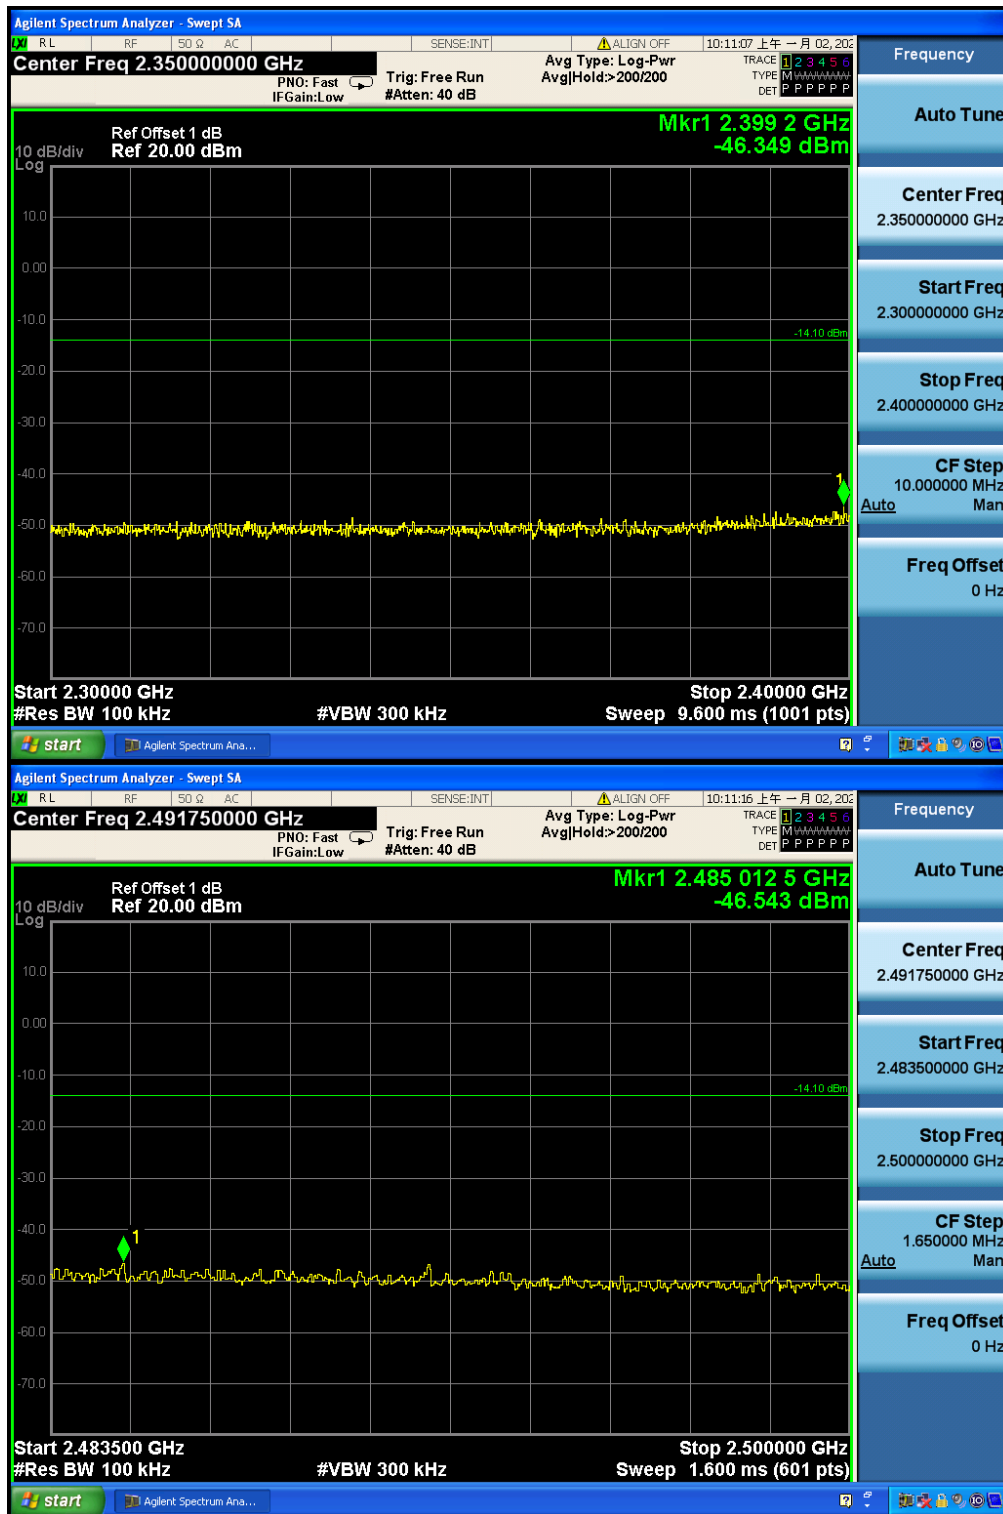 Agilent Spectrum Analyzer - Swept SA
LXI RL RF 50 Ω AC SENSE:INT ALIGN OFF 10:11:07 上午 一月 02, 202
Center Freq 2.350000000 GHz
PNO: Fast
IFGain:Low
Trig: Free Run
#Atten: 40 dB
Avg Type: Log-Pwr
Avg|Hold:>200/200
TRACE 1 2 3 4 5 6
TYPE M
DET P P P P P P
Ref Offset 1 dB
10 dB/div Ref 20.00 dBm
Log
Mkr1 2.399 2 GHz
-46.349 dBm
10.0
0.00
-10.0
-14.10 dBm
-20.0
-30.0
-40.0
1
-50.0
-60.0
-70.0
Start 2.30000 GHz Stop 2.40000 GHz
#Res BW 100 kHz #VBW 300 kHz Sweep 9.600 ms (1001 pts)
Frequency
Auto Tune
Center Freq
2.350000000 GHz
Start Freq
2.300000000 GHz
Stop Freq
2.400000000 GHz
CF Step
10.000000 MHz
Auto Man
Freq Offset
0 Hz
start Agilent Spectrum Ana...
Agilent Spectrum Analyzer - Swept SA
LXI RL RF 50 Ω AC SENSE:INT ALIGN OFF 10:11:16 上午 一月 02, 202
Center Freq 2.491750000 GHz
PNO: Fast
IFGain:Low
Trig: Free Run
#Atten: 40 dB
Avg Type: Log-Pwr
Avg|Hold:>200/200
TRACE 1 2 3 4 5 6
TYPE M
DET P P P P P P
Ref Offset 1 dB
10 dB/div Ref 20.00 dBm
Log
Mkr1 2.485 012 5 GHz
-46.543 dBm
10.0
0.00
-10.0
-14.10 dBm
-20.0
-30.0
-40.0
1
-50.0
-60.0
-70.0
Start 2.483500 GHz Stop 2.500000 GHz
#Res BW 100 kHz #VBW 300 kHz Sweep 1.600 ms (601 pts)
Frequency
Auto Tune
Center Freq
2.491750000 GHz
Start Freq
2.483500000 GHz
Stop Freq
2.500000000 GHz
CF Step
1.650000 MHz
Auto Man
Freq Offset
0 Hz
start Agilent Spectrum Ana...